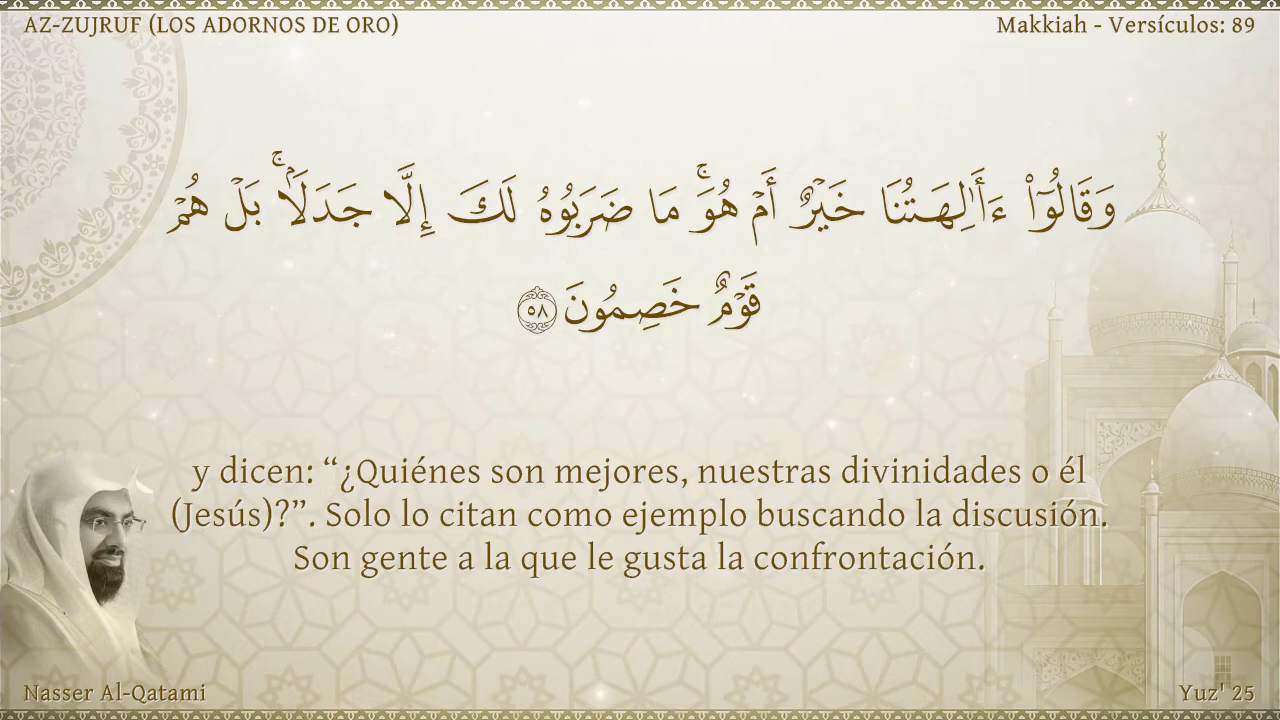 AZ-ZUJRUF (LOS ADORNOS DE ORO)
Makkiah - Versículos: 89
وَقَالُوٓا۟ ءَأَٰلِهَتُنَا خَيْرٌ أَمْ هُوَ ۚ مَا ضَرَبُوهُ لَكَ إِلَّا جَدَلًۢا ۚ بَلْ هُمْ
قَوْمٌ خَصِمُونَ ٥٨
y dicen: “¿Quiénes son mejores, nuestras divinidades o él
(Jesús)?”. Solo lo citan como ejemplo buscando la discusión.
Son gente a la que le gusta la confrontación.
Nasser Al-Qatami
Yuz' 25